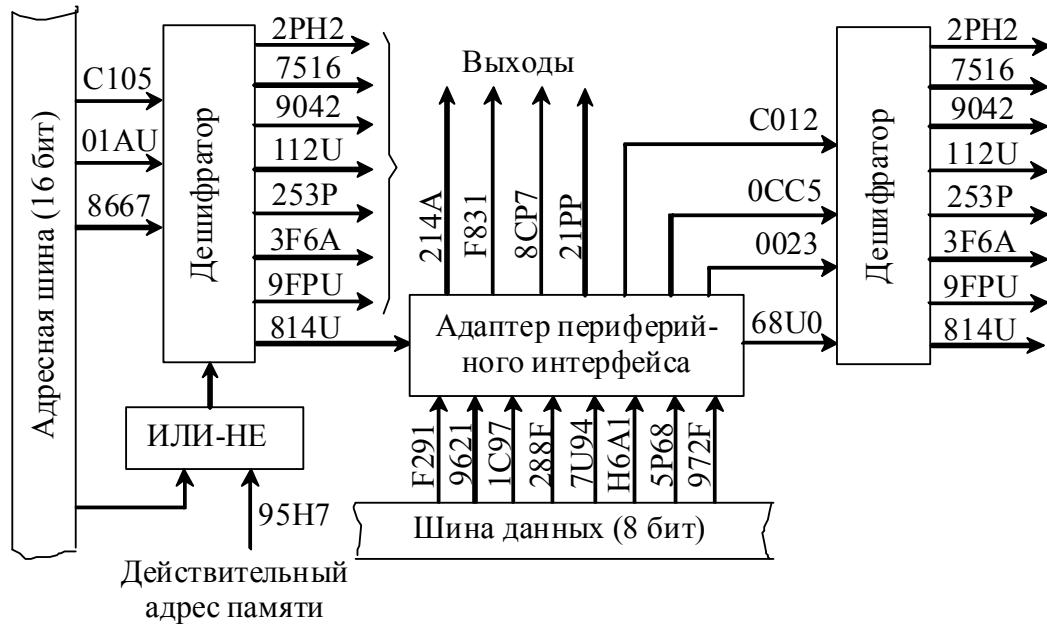 Адресная шина (16 бит)
C105
01AU
8667
Дешифратор
2PH2
7516
9042
112U
253P
3F6A
9FPU
814U
ИЛИ-НЕ
95H7
Действительный
адрес памяти
Выходы
214A
F831
8CP7
21PP
Адаптер периферий-
ного интерфейса
F291
9621
1C97
288F
7U94
H6A1
5P68
972F
Шина данных (8 бит)
C012
0CC5
0023
68U0
Дешифратор
2PH2
7516
9042
112U
253P
3F6A
9FPU
814U